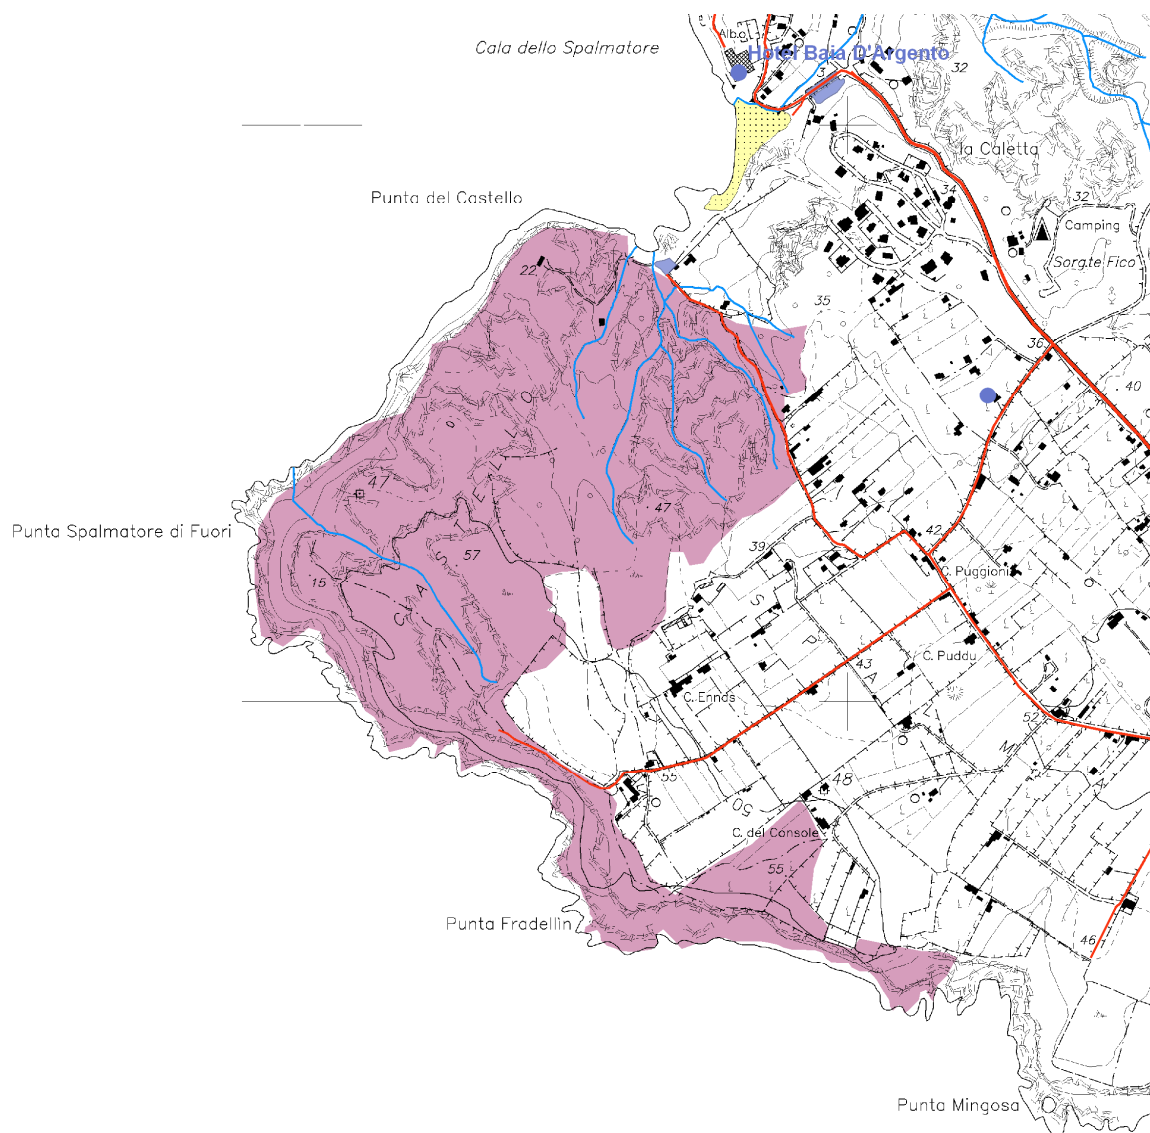 Cala dello Spalmatore
Albo
Hotel Baia D'Argento
32
3
la Caletta
34
32
Punta del Castello
Camping
Sorgte Fico
22
35
36
40
L
L
E
T
S
A
C
47
47
42
39
Punta Spalmatore di Fuori
57
15
C. Puggioni
S
P
A
L
M
A
C. Puddu
43
C. Ennas
52
55
48
50
C. del Console
55
Punta Fradellin
46
Punta Mingosa